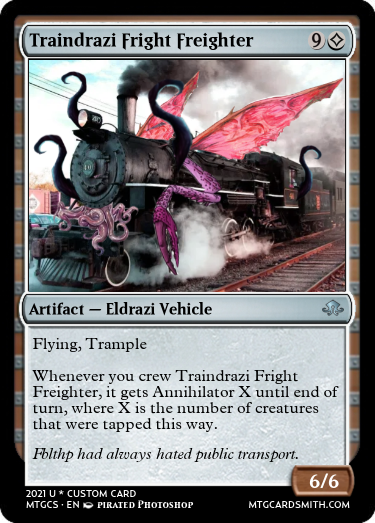 Traindrazi Fright Freighter 9
Artifact — Eldrazi Vehicle
Flying, Trample
Whenever you crew Traindrazi Fright
Freighter, it gets Annihilator X until end of
turn, where X is the number of creatures
that were tapped this way.
Fblthp had always hated public transport.
6/6
2021 U * CUSTOM CARD
MTGCS • EN PIRATED PHOTOSHOP
MTGCARDSMITH.COM